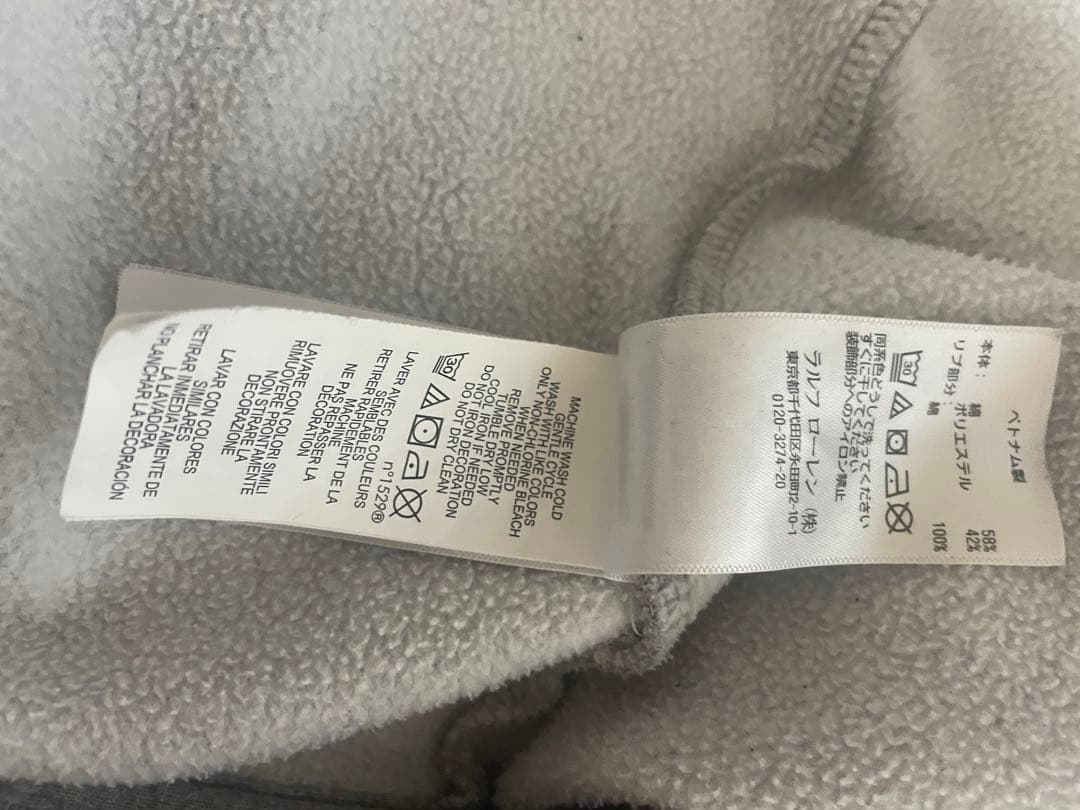 MACHINE WASH COLD
GENTLE CYCLE
WASH WITH LIKE COLORS
ONLY NON-CHLORINE BLEACH
WHEN NEEDED
REMOVE PROMPTLY
TUMBLE DRY LOW
COOL IRON IF NEEDED
DO NOT IRON DECORATION
DO NOT DRY CLEAN
30
n°1529®
LAVER AVEC DES COULEURS
SEMBLABLES
RETIRER RAPIDEMENT DE LA
MACHINE
NE PAS REPASSER LA
DÉCORATION
LAVARE CON COLORI SIMILI
RIMUOVERE PRONTAMENTE
NON STIRARE LA
DECORAZIONE
LAVAR CON COLORES
SIMILARES
RETIRAR INMEDIATAMENTE DE
LA LAVADORA
NO PLANCHAR LA DECORACIÓN
ベトナム製
本体: 綿 58%
ポリエステル 42%
リブ部分: 綿 100%
30
同系色どうしで洗ってください
すぐに干してください
装飾部分へのアイロン禁止
ラルフ ローレン (株)
東京都千代田区永田町2-10-1
0120-3274-20